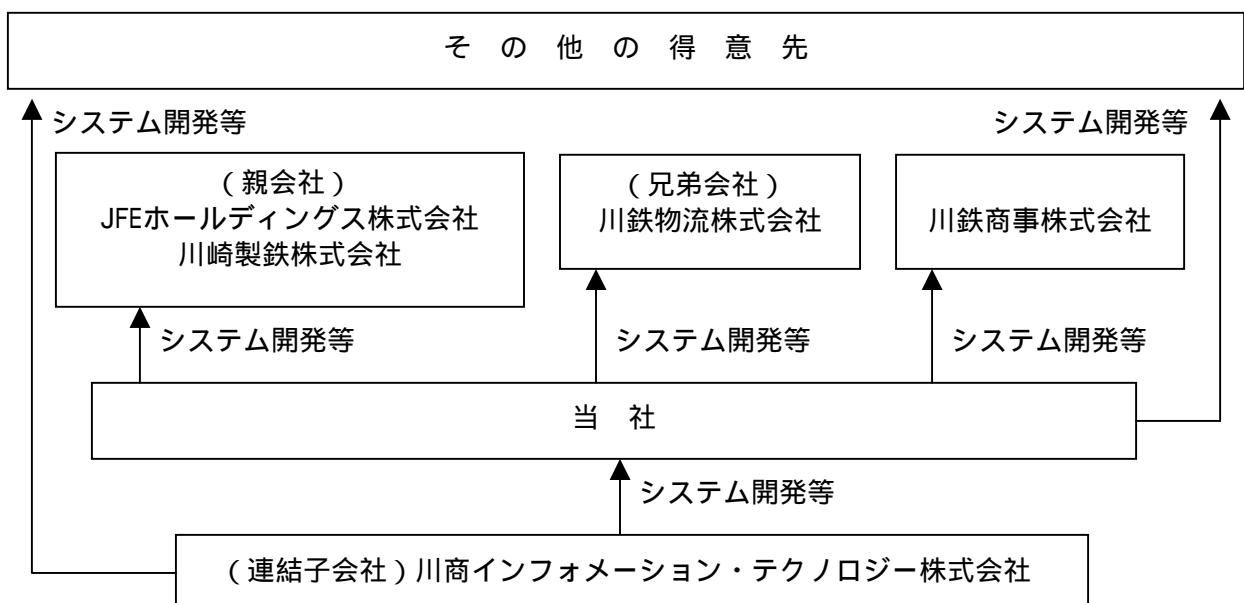 そ の 他 の 得 意 先
システム開発等
システム開発等
(親会社)
JFEホールディングス株式会社
川崎製鉄株式会社
(兄弟会社)
川鉄物流株式会社
川鉄商事株式会社
システム開発等
システム開発等
システム開発等
当 社
システム開発等
(連結子会社)川商インフォメーション・テクノロジー株式会社